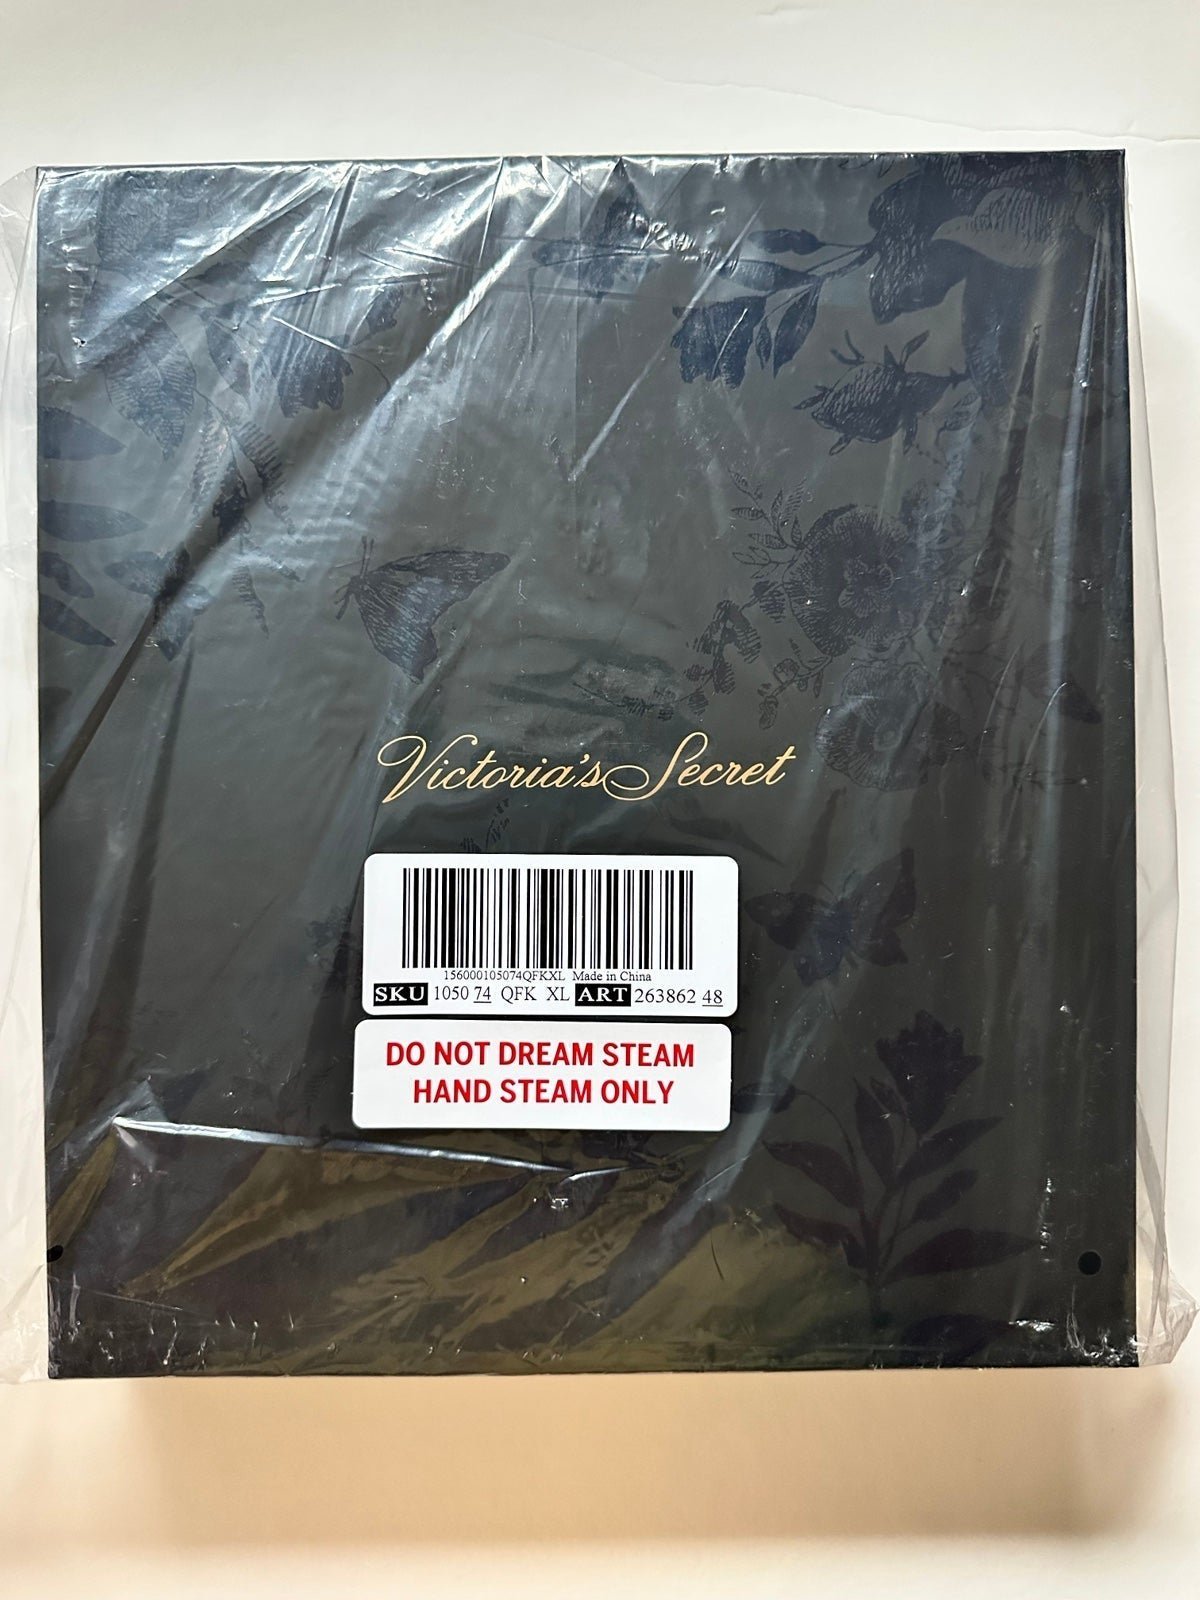 Victoria's Secret
156000105074QFKXL Made in China
SKU 1050 74 QFK XL ART 263862 48
DO NOT DREAM STEAM
HAND STEAM ONLY